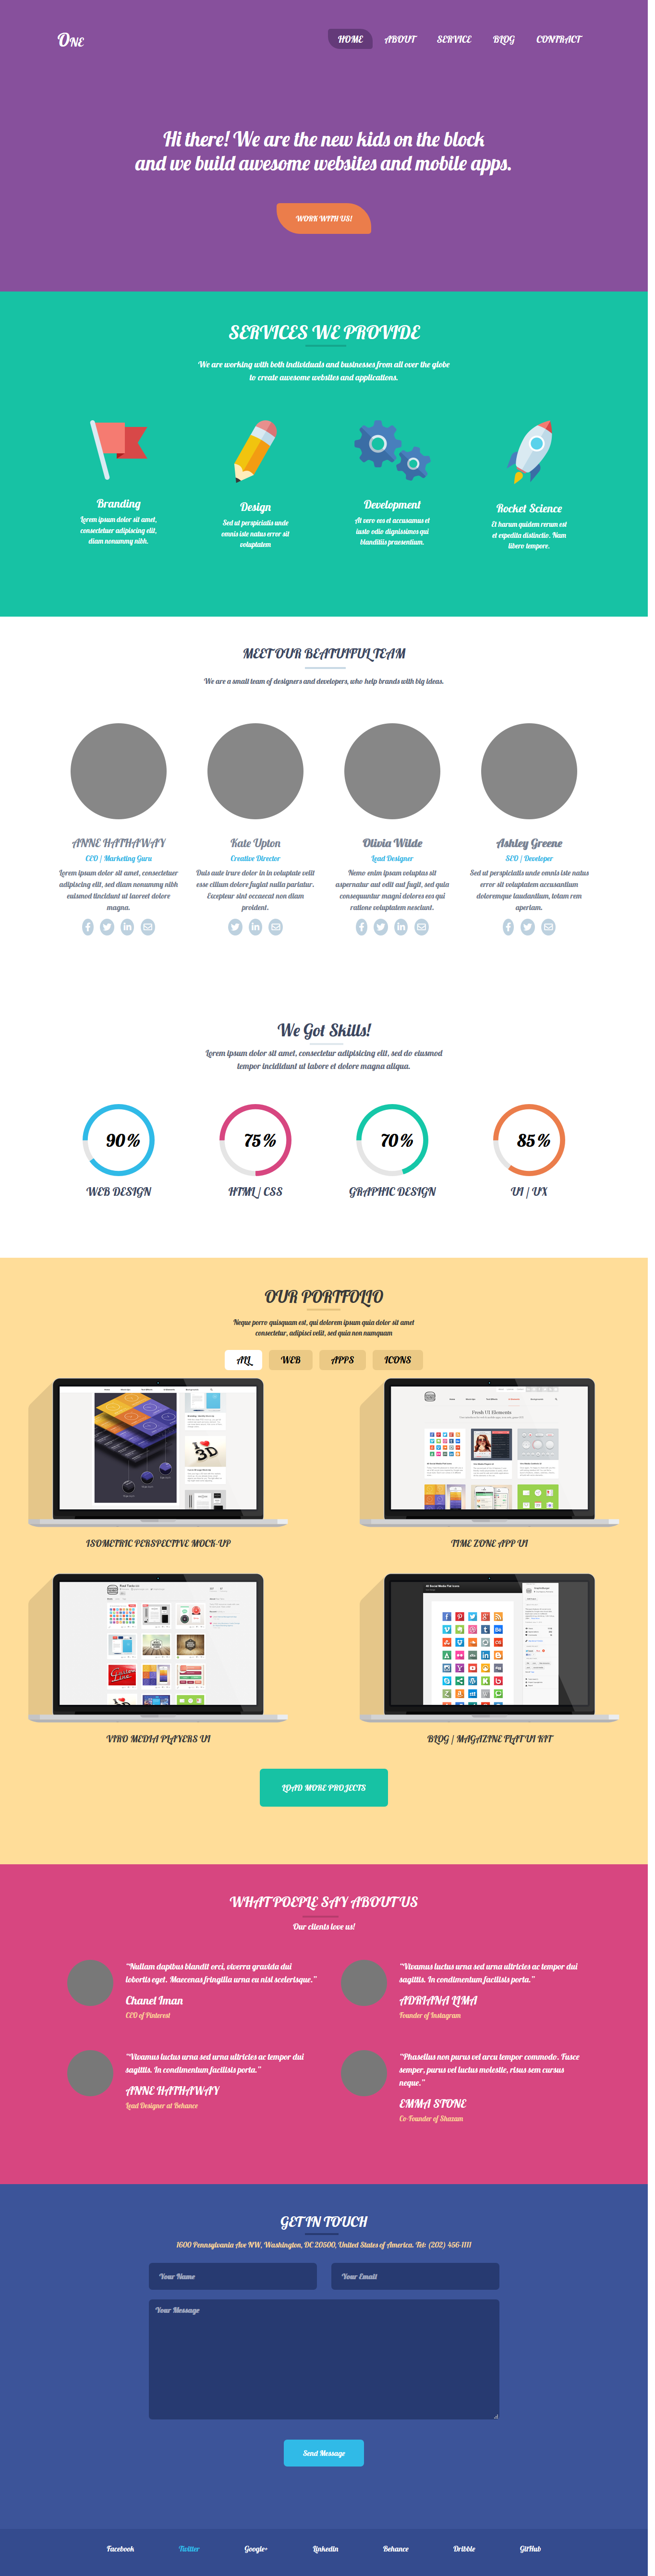 ONE
HOME ABOUT SERVICE BLOG CONTRACT
Hi there! We are the new kids on the block
and we build awesome websites and mobile apps.
WORK WITH US!
SERVICES WE PROVIDE
We are working with both individuals and businesses from all over the globe
to create awesome websites and applications.
Branding
Lorem ipsum dolor sit amet,
consectetuer adipiscing elit,
diam nonummy nibh.
Design
Sed ut perspiciatis unde
omnis iste natus error sit
voluptatem
Development
At vero eos et accusamus et
iusto odio dignissimos qui
blanditiis praesentium.
Rocket Science
Et harum quidem rerum est
et expedita distinctio. Nam
libero tempore.
MEET OUR BEATUIFUL TEAM
We are a small team of designers and developers, who help brands with big ideas.
ANNE HATHAWAY
CEO / Marketing Guru
Lorem ipsum dolor sit amet, consectetuer
adipiscing elit, sed diam nonummy nibh
euismod tincidunt ut laoreet dolore
magna.
Kate Upton
Creative Director
Duis aute irure dolor in in voluptate velit
esse cillum dolore fugiat nulla pariatur.
Excepteur sint occaecat non diam
proident.
Olivia Wilde
Lead Designer
Nemo enim ipsam voluptas sit
aspernatur aut odit aut fugit, sed quia
consequuntur magni dolores eos qui
ratione voluptatem nesciunt.
Ashley Greene
SEO / Developer
Sed ut perspiciatis unde omnis iste natus
error sit voluptatem accusantium
doloremque laudantium, totam rem
aperiam.
We Got Skills!
Lorem ipsum dolor sit amet, consectetur adipisicing elit, sed do eiusmod
tempor incididunt ut labore et dolore magna aliqua.
90%
WEB DESIGN
75%
HTML / CSS
70%
GRAPHIC DESIGN
85%
UI / UX
OUR PORTFOLIO
Neque porro quisquam est, qui dolorem ipsum quia dolor sit amet
consectetur, adipisci velit, sed quia non numquam
ALL WEB APPS ICONS
I
3D
Fresh UI Elements
ISOMETRIC PERSPECTIVE MOCK-UP
TIME ZONE APP UI
VIRO MEDIA PLAYERS UI
BLOG / MAGAZINE FLAT UI KIT
LOAD MORE PROJECTS
WHAT POEPLE SAY ABOUT US
Our clients love us!
"Nullam dapibus blandit orci, viverra gravida dui
lobortis eget. Maecenas fringilla urna eu nisl scelerisque."
Chanel Iman
CEO of Pinterest
"Vivamus luctus urna sed urna ultricies ac tempor dui
sagittis. In condimentum facilisis porta."
ADRIANA LIMA
Founder of Instagram
"Vivamus luctus urna sed urna ultricies ac tempor dui
sagittis. In condimentum facilisis porta."
ANNE HATHAWAY
Lead Designer at Behance
"Phasellus non purus vel arcu tempor commodo. Fusce
semper, purus vel luctus molestie, risus sem cursus
neque."
EMMA STONE
Co-Founder of Shazam
GET IN TOUCH
1600 Pennsylvania Ave NW, Washington, DC 20500, United States of America. Tel: (202) 456-1111
Your Name
Your Email
Your Message
Send Message
Facebook Twitter Google+ Linkedin Behance Dribble GitHub